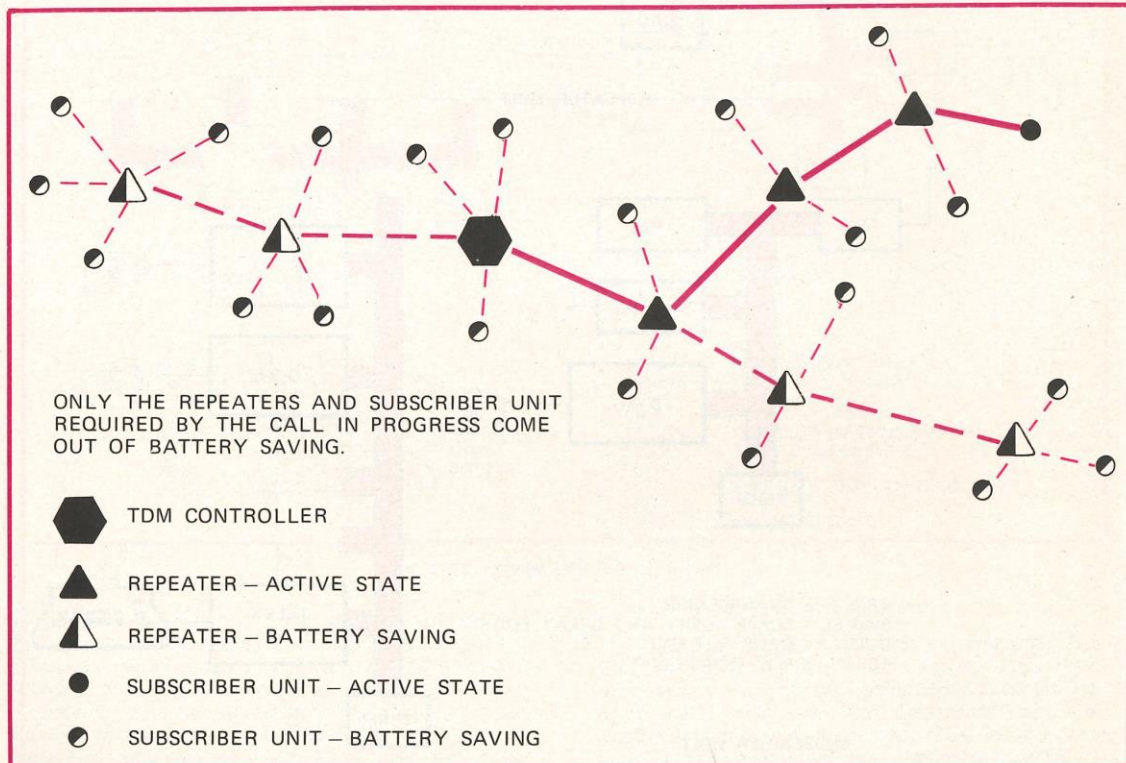 ONLY THE REPEATERS AND SUBSCRIBER UNIT
REQUIRED BY THE CALL IN PROGRESS COME
OUT OF BATTERY SAVING.
TDM CONTROLLER
REPEATER – ACTIVE STATE
REPEATER – BATTERY SAVING
SUBSCRIBER UNIT – ACTIVE STATE
SUBSCRIBER UNIT – BATTERY SAVING